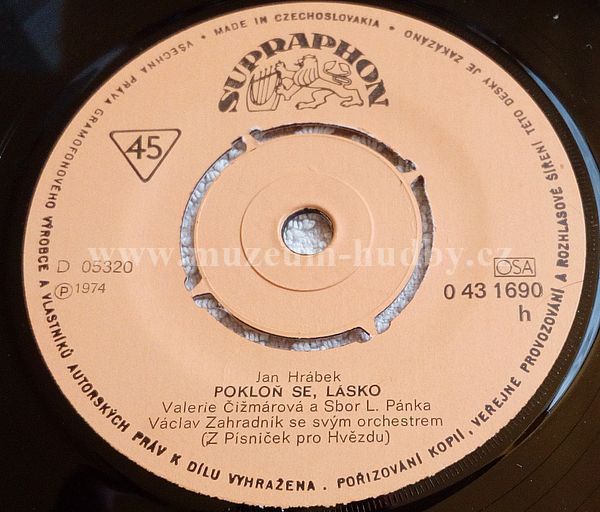 VŠECHNA PRÁVA GRAMOFONOVÉHO VÝROBCE A VLASTNÍKŮ AUTORSKÝCH PRÁV K DÍLU VYHRAŽENA . POŘIZOVÁNÍ KOPIÍ, VEŘEJNÉ PROVOZOVÁNÍ A ROZHLASOVÉ ŠÍŘENÍ TÉTO DESKY JE ZAKÁZÁNO
• MADE IN CZECHOSLOVAKIA •
SUPRAPHON
45
www.muzeum-hudby.cz
D 05320
Ⓟ 1974
OSA
0 43 1690
h
Jan Hrábek
POKLOŇ SE, LÁSKO
Valerie Čižmárová a Sbor L. Pánka
Václav Zahradník se svým orchestrem
(Z Písniček pro Hvězdu)